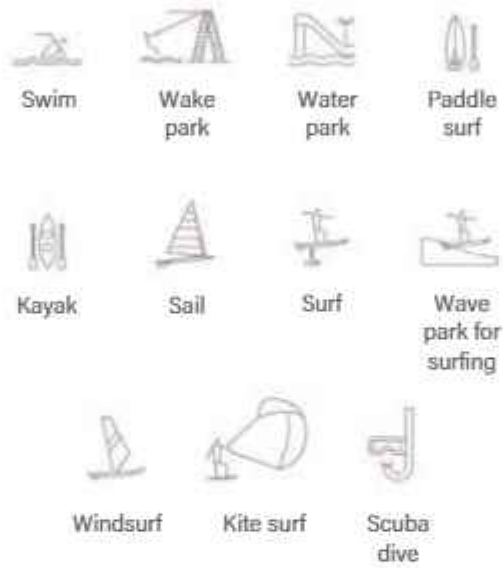 Swim
Wake
park
Water
park
Paddle
surf
Kayak
Sail
Surf
Wave
park for
surfing
Windsurf
Kite surf
Scuba
dive